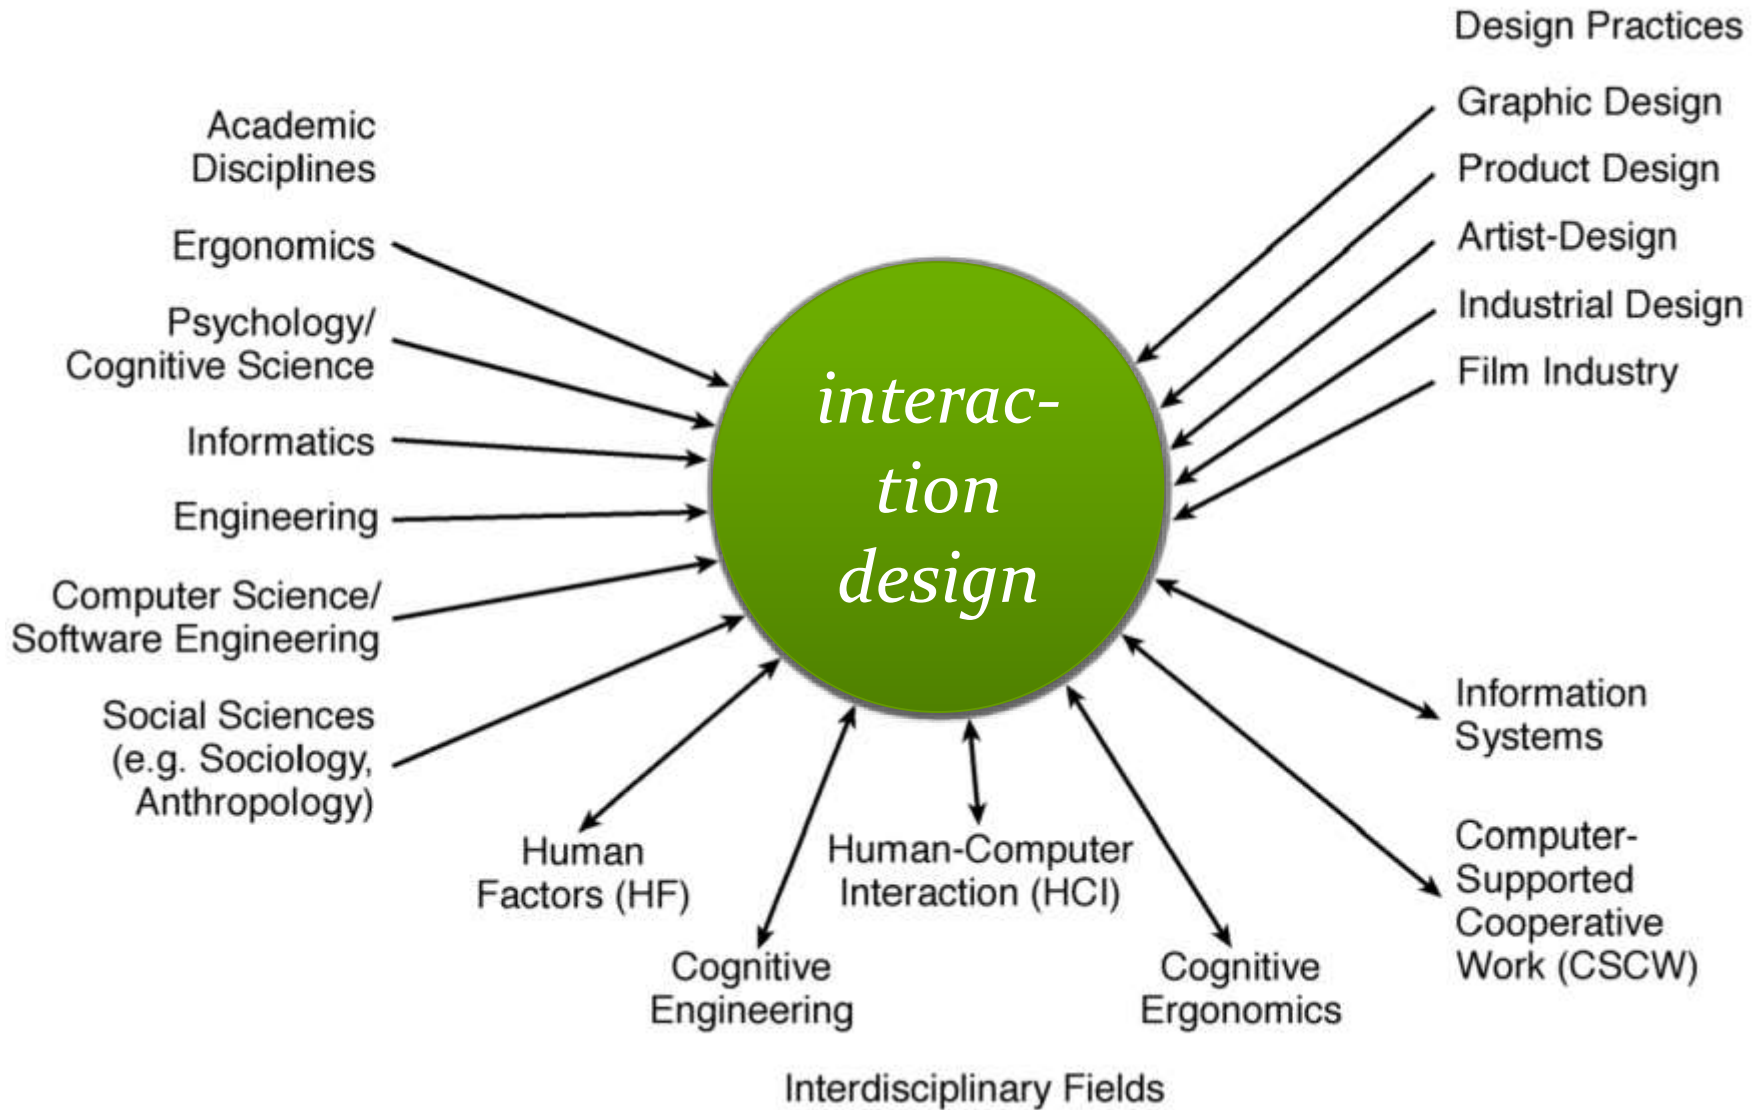 Design Practices
Graphic Design
Product Design
Artist-Design
Industrial Design
Film Industry
Academic
Disciplines
Ergonomics
Psychology/
Cognitive Science
Informatics
Engineering
Computer Science/
Software Engineering
Social Sciences
(e.g. Sociology,
Anthropology)
interac-
tion
design
Information
Systems
Computer-
Supported
Cooperative
Work (CSCW)
Human
Factors (HF)
Human-Computer
Interaction (HCI)
Cognitive
Engineering
Cognitive
Ergonomics
Interdisciplinary Fields